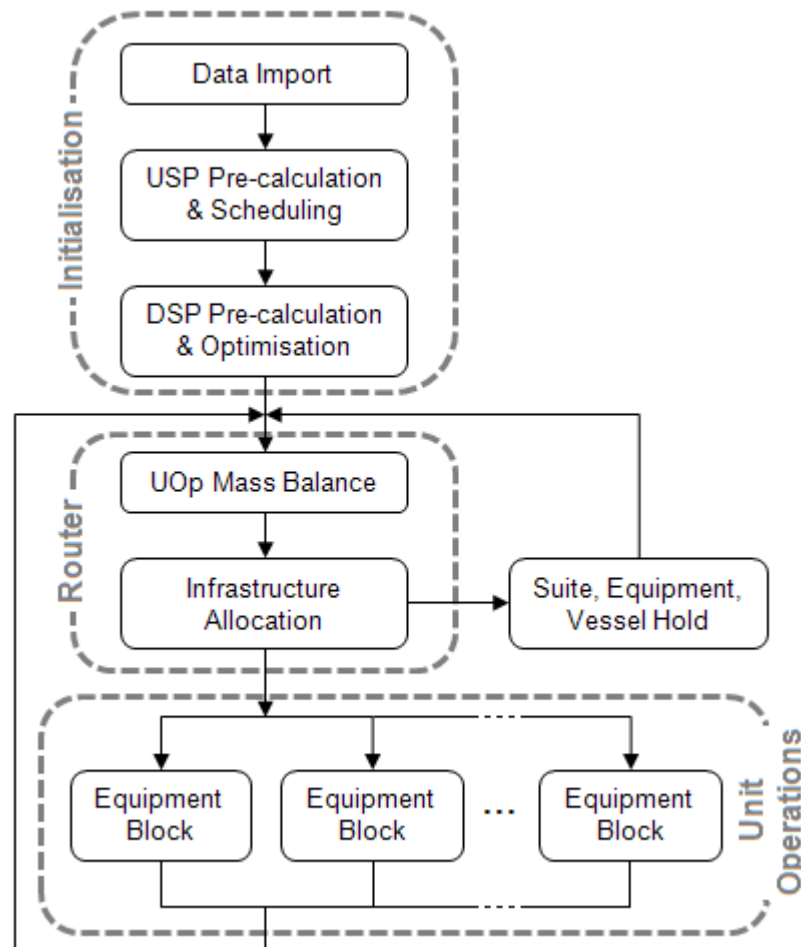 Initialisation
Data Import
USP Pre-calculation
& Scheduling
DSP Pre-calculation
& Optimisation
Router
UOp Mass Balance
Infrastructure
Allocation
Suite, Equipment,
Vessel Hold
Equipment
Block
Equipment
Block
...
Equipment
Block
Unit
Operations